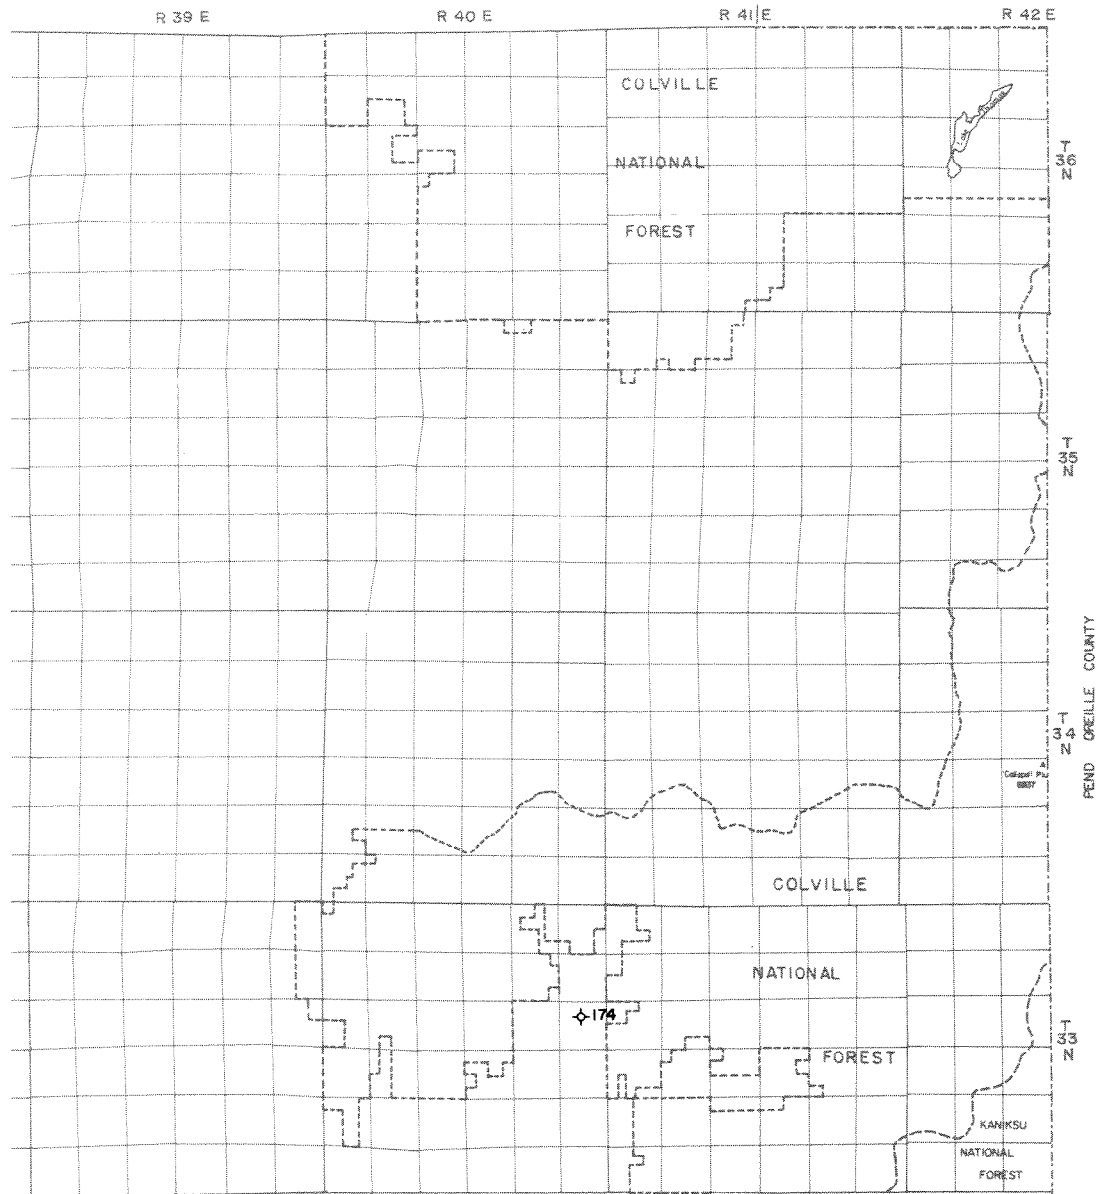 R 39 E
R 40 E
R 41 E
R 42 E
COLVILLE
NATIONAL
FOREST
Lake
T
36
N
T
35
N
T
34
N
PEND OREILLE COUNTY
COLVILLE
NATIONAL
FOREST
174
T
33
N
KANIKSU
NATIONAL
FOREST